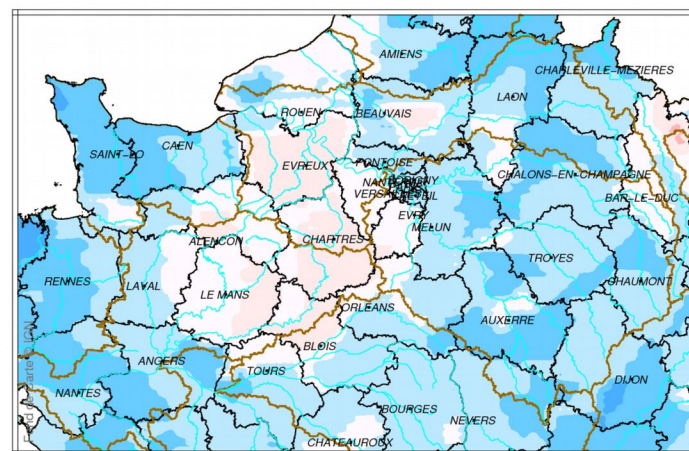 AMIENS
CHARLEVILLE-MEZIERES
LAON
ROUEN
BEAUVAIS
CAEN
SAINT-LO
EVREUX
PONTOISE
CHALONS-EN-CHAMPAGNE
BAR-LE-DUC
EVRY
MELUN
ALENCON
CHARTRES
TROYES
RENNES
LAVAL
LE MANS
CHAUMONT
ORLEANS
AUXERRE
BLOIS
ANGERS
TOURS
DIJON
NANTES
BOURGES
NEVERS
CHATEAUROUX